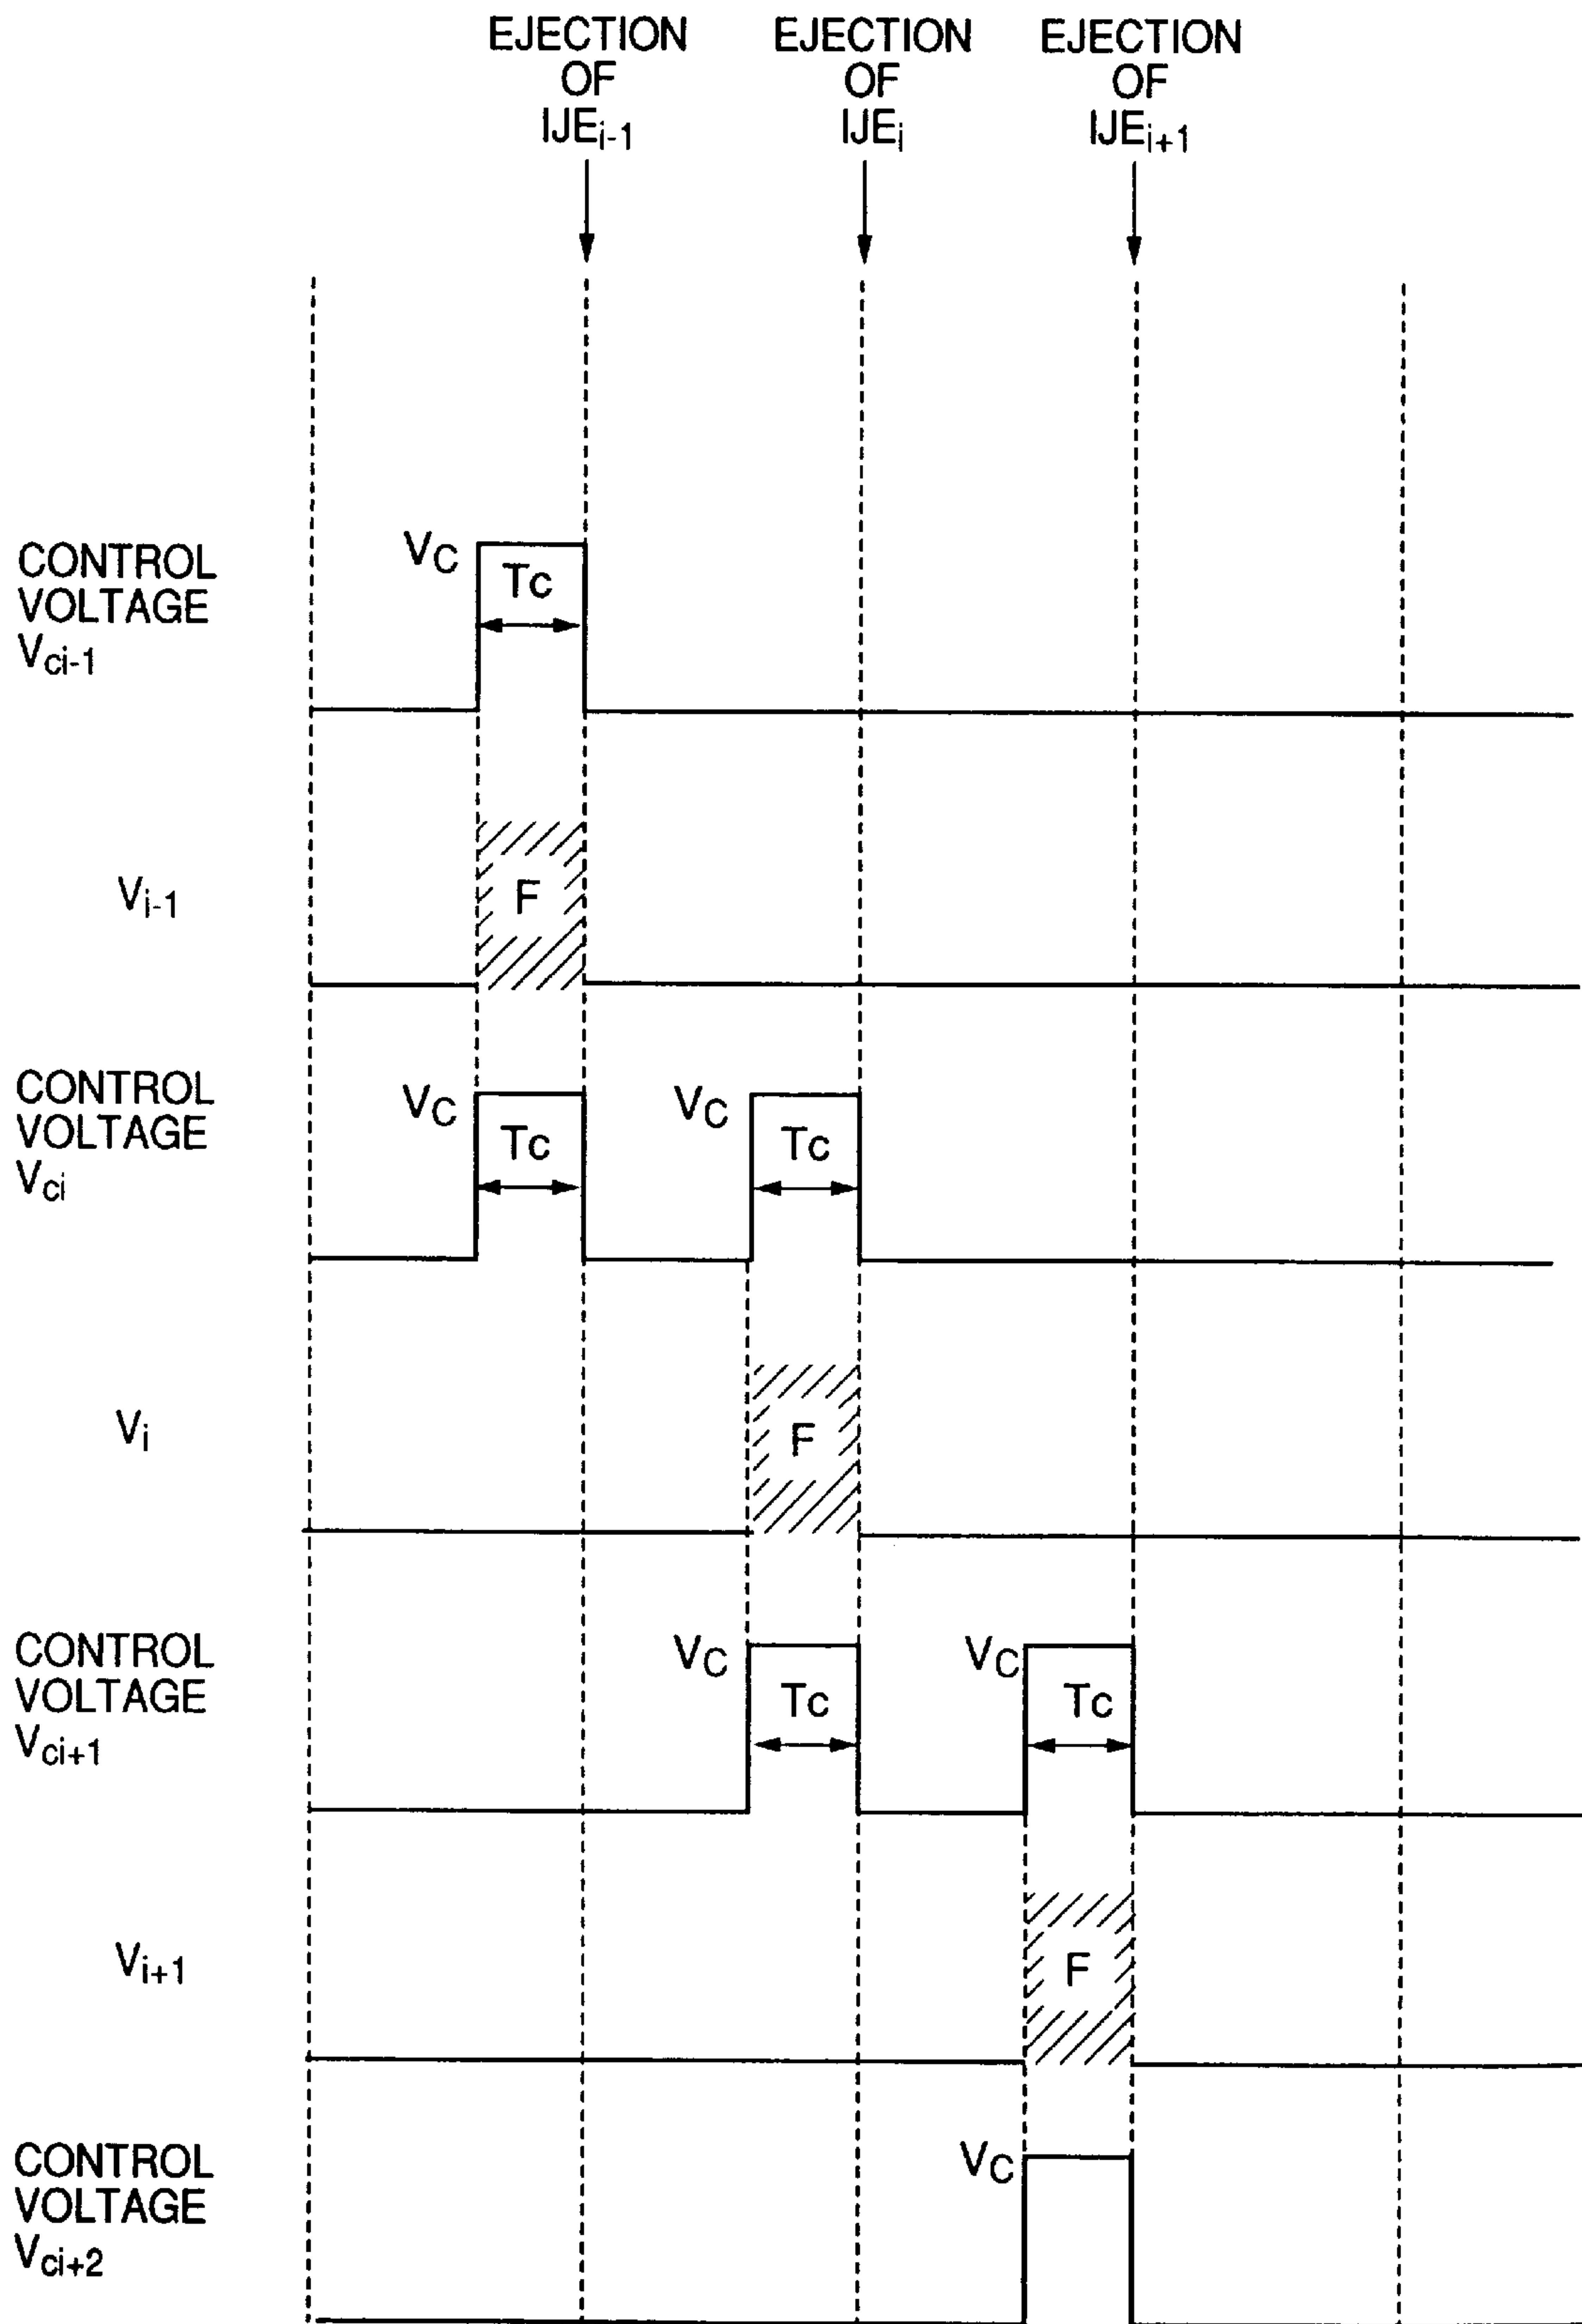 EJECTION
OF
IJEi-1
EJECTION
OF
IJEi
EJECTION
OF
IJEi+1
CONTROL
VOLTAGE
Vci-1
VC
Tc
Vi-1
F
CONTROL
VOLTAGE
Vci
VC
Tc
VC
Tc
Vi
F
CONTROL
VOLTAGE
Vci+1
VC
Tc
VC
Tc
Vi+1
F
CONTROL
VOLTAGE
Vci+2
VC